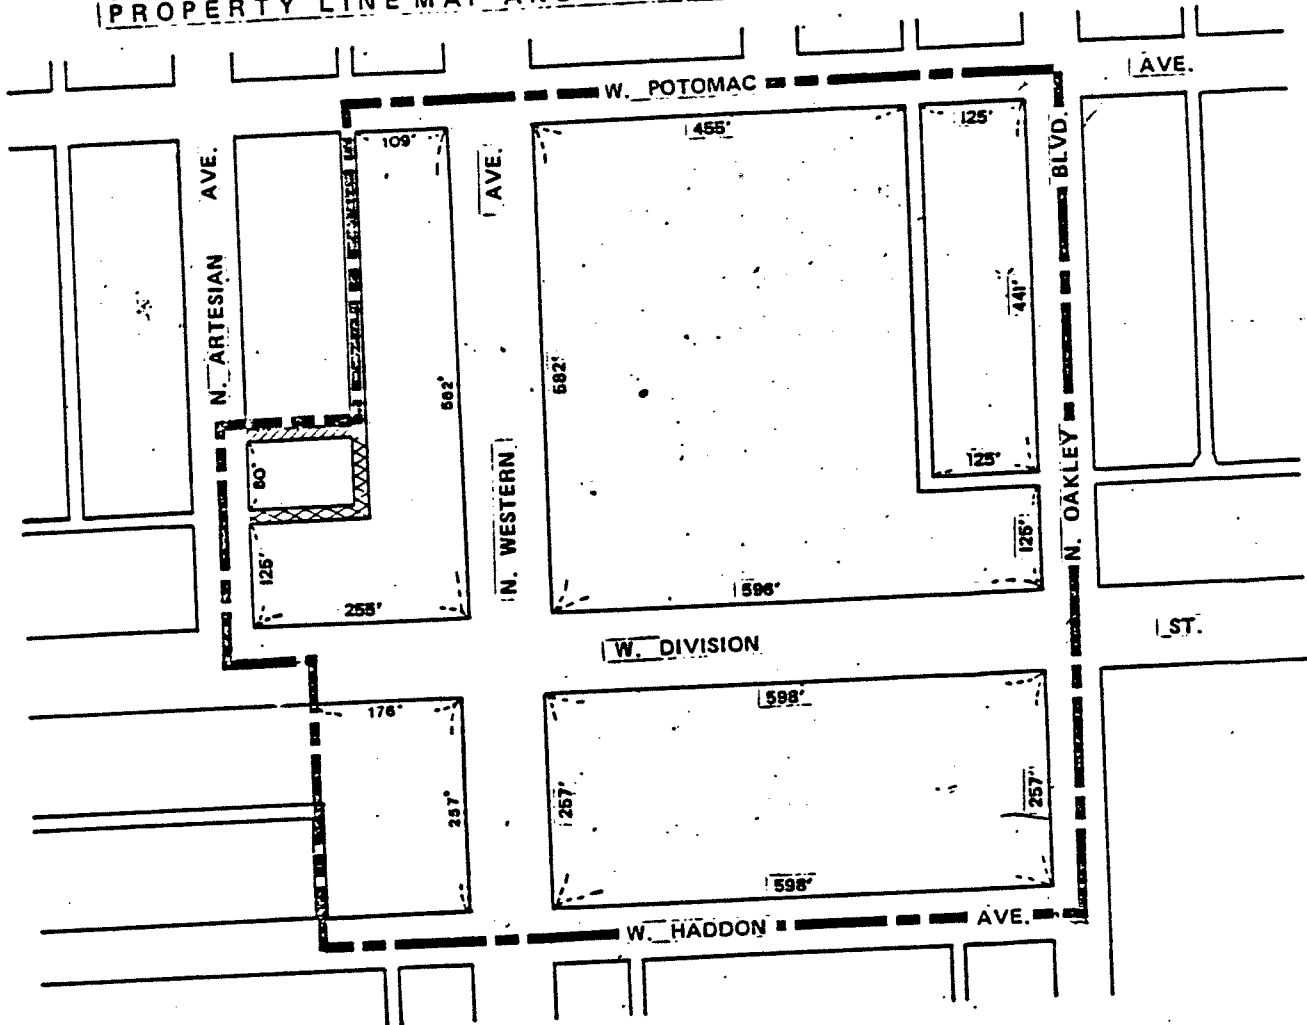 PROPERTY LINE MAP AND
AVE.
W. POTOMAC
109'
455'
125'
BLVD.
AVE.
AVE.
N. ARTESIAN
441'
582'
582'
N. WESTERN
N. OAKLEY
80'
125'
125'
125'
255'
596'
W. DIVISION
ST.
176'
598'
257'
257'
257'
598'
W. HADDON
AVE.